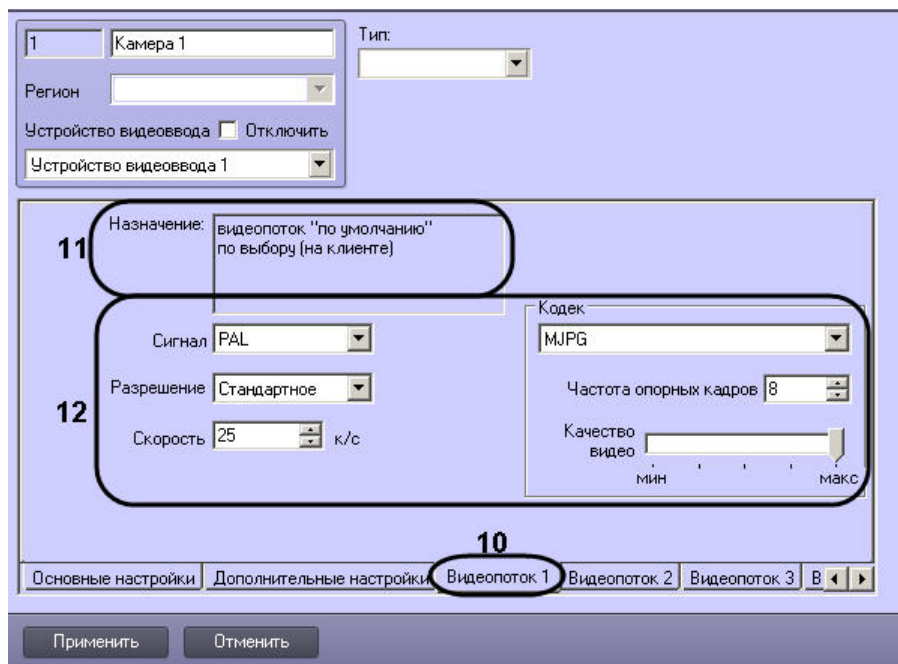 1 Камера 1 Тип:
Регион
Устройство видеоввода Отключить
Устройство видеоввода 1
11 Назначение: видеопоток "по умолчанию"
по выбору (на клиенте)
Кодек
Сигнал PAL MJPG
Разрешение Стандартное Частота опорных кадров 8
12
Скорость 25 к/с Качество
видео
мин макс
10
Основные настройки Дополнительные настройки Видеопоток 1 Видеопоток 2 Видеопоток 3 В
Применить Отменить